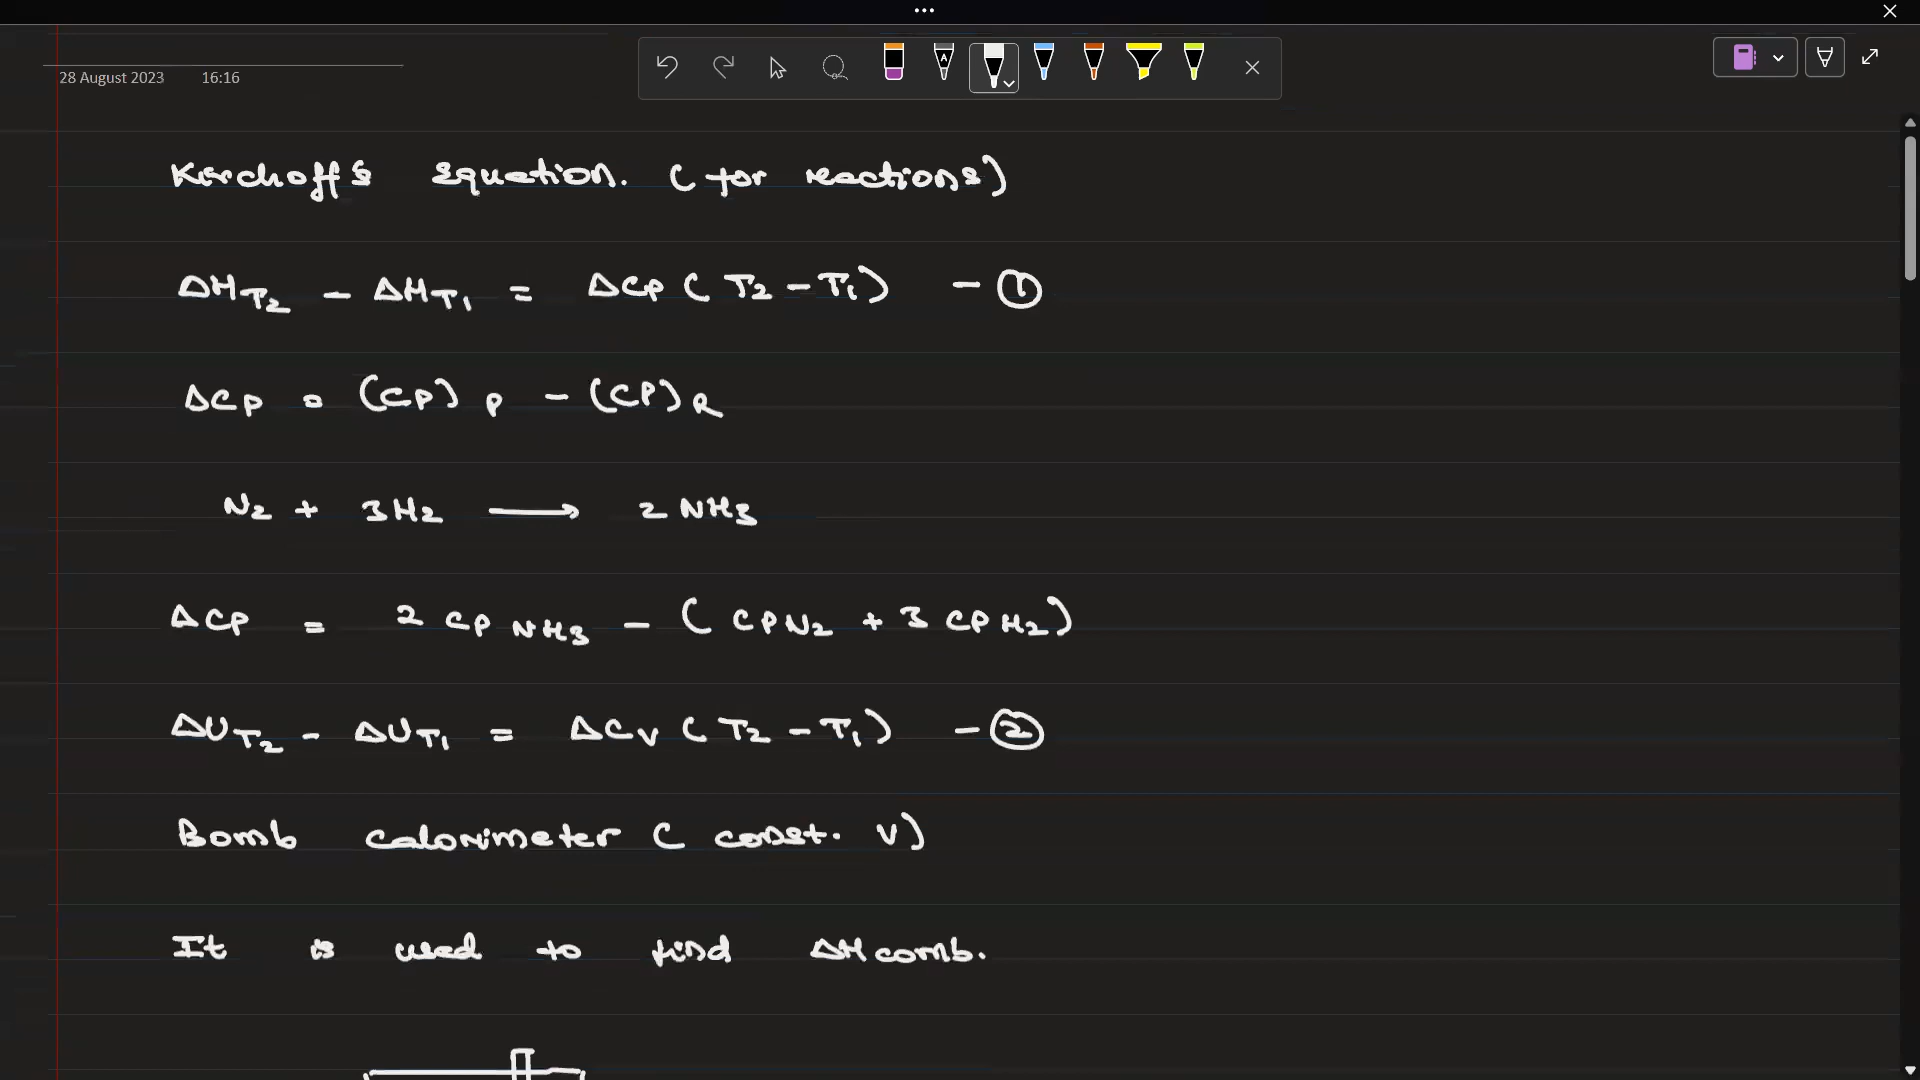 28 August 2023 16:16
Kirchoff's Equation. (for reactions)
ΔH_T2 - ΔH_T1 = ΔCp (T2 - T1) - ①
ΔCp = (Cp)P - (Cp)R
N2 + 3H2 ⟶ 2NH3
ΔCp = 2 Cp NH3 - (Cp N2 + 3 Cp H2)
ΔU_T2 - ΔU_T1 = ΔCv (T2 - T1) - ②
Bomb calorimeter (const. V)
It is used to find ΔH comb.